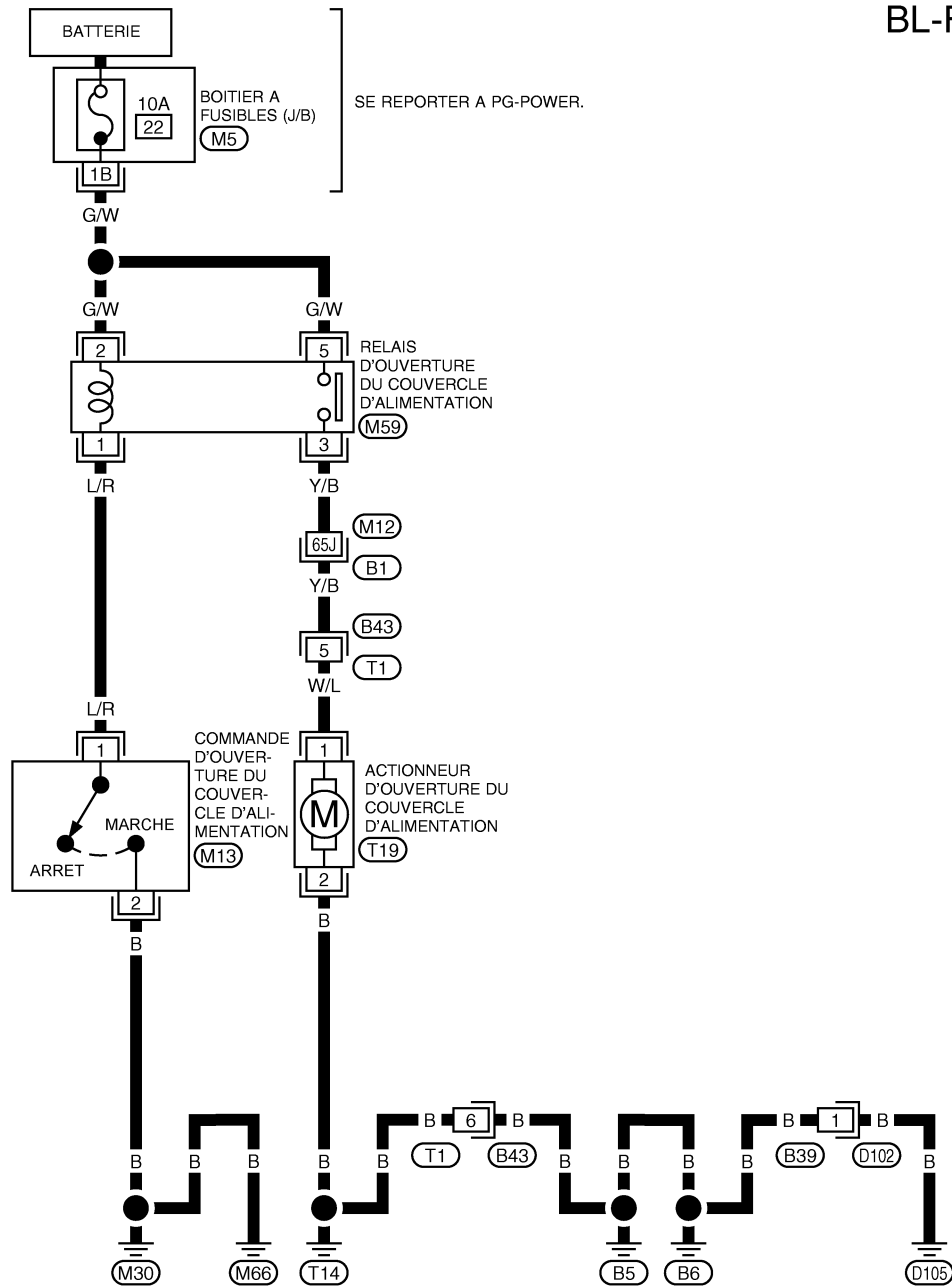 BL-F
BATTERIE
10A
22
BOITIER A
FUSIBLES (J/B)
M5
SE REPORTER A PG-POWER.
1B
G/W
G/W
G/W
2
5
RELAIS
D'OUVERTURE
DU COUVERCLE
D'ALIMENTATION
M59
1
3
L/R
Y/B
M12
65J
B1
Y/B
B43
5
T1
W/L
L/R
1
COMMANDE
D'OUVER-
TURE DU
COUVER-
CLE D'ALI-
MENTATION
M13
MARCHE
ARRET
1
M
ACTIONNEUR
D'OUVERTURE DU
COUVERCLE
D'ALIMENTATION
T19
2
2
B
B
B
6
B
B
1
B
T1
B43
B39
D102
B
B
B
B
B
B
B
B
B
B
M30
M66
T14
B5
B6
D105